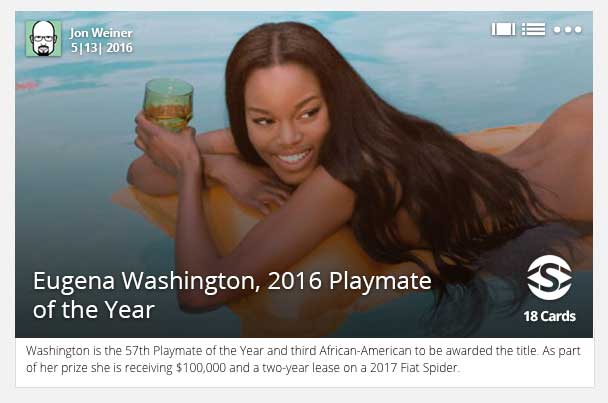 Jon Weiner
5|13| 2016
Eugena Washington, 2016 Playmate
of the Year
S
18 Cards
Washington is the 57th Playmate of the Year and third African-American to be awarded the title. As part
of her prize she is receiving $100,000 and a two-year lease on a 2017 Fiat Spider.